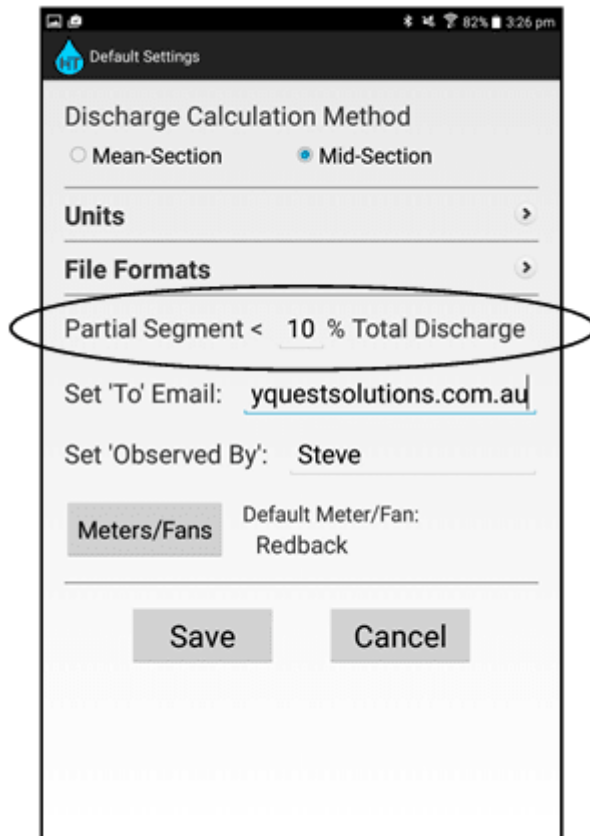 82% 3:26 pm
HT Default Settings
Discharge Calculation Method
Mean-Section Mid-Section
Units
File Formats
Partial Segment < 10 % Total Discharge
Set 'To' Email: yquestsolutions.com.au
Set 'Observed By': Steve
Meters/Fans Default Meter/Fan:
Redback
Save Cancel